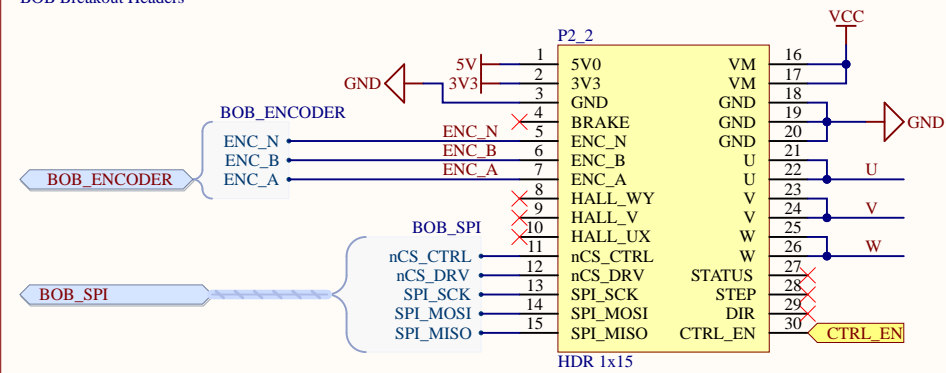 BOB Breakout Headers
VCC
P2_2
5V 1 5V0 VM 16
3V3 2 3V3 VM 17
GND 3 GND GND 18
4 BRAKE GND 19 GND
BOB_ENCODER
ENC_N ENC_N 5 ENC_N GND 20
ENC_B ENC_B 6 ENC_B U 21
BOB_ENCODER ENC_A ENC_A 7 ENC_A U 22 U
8 HALL_WY V 23
9 HALL_V V 24 V
10 HALL_UX W 25
BOB_SPI
nCS_CTRL 11 nCS_CTRL W 26 W
nCS_DRV 12 nCS_DRV STATUS 27
BOB_SPI SPI_SCK 13 SPI_SCK STEP 28
SPI_MOSI 14 SPI_MOSI DIR 29
SPI_MISO 15 SPI_MISO CTRL_EN 30 CTRL_EN
HDR 1x15